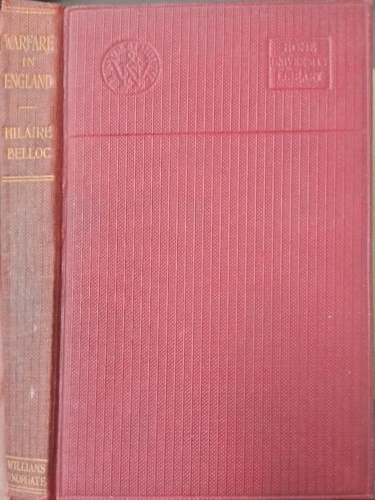 WARFARE
IN
ENGLAND
HILAIRE
BELLOC
WILLIAMS
& NORGATE
HOME
UNIVERSITY
LIBRARY